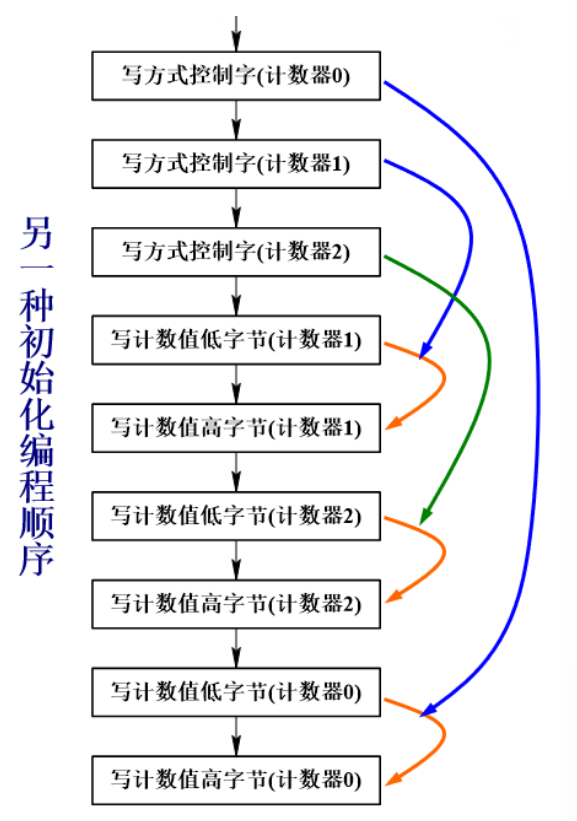 写方式控制字(计数器0)
写方式控制字(计数器1)
写方式控制字(计数器2)
写计数值低字节(计数器1)
写计数值高字节(计数器1)
写计数值低字节(计数器2)
写计数值高字节(计数器2)
写计数值低字节(计数器0)
写计数值高字节(计数器0)
另一种初始化编程顺序